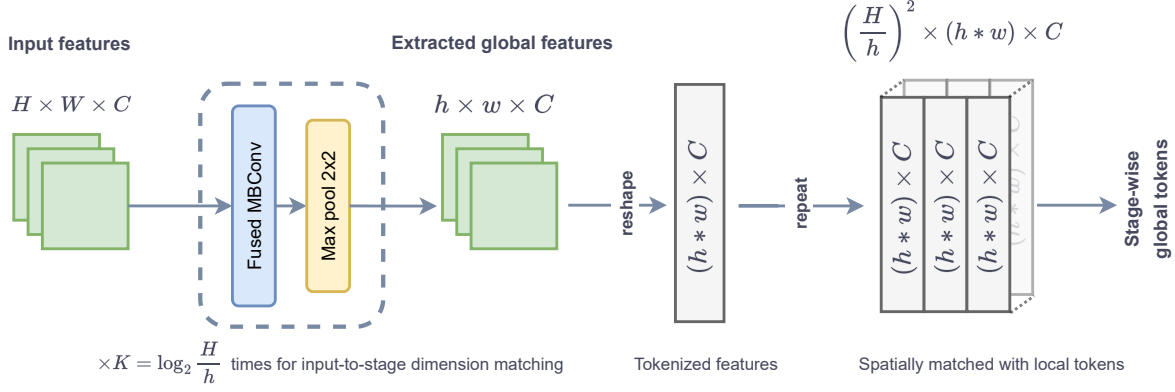 Input features
H × W × C
Fused MBConv
Max pool 2x2
×K = log₂ H/h times for input-to-stage dimension matching
Extracted global features
h × w × C
reshape
(h * w) × C
Tokenized features
repeat
(H/h)² × (h * w) × C
(h * w) × C
(h * w) × C
(h * w) × C
(h * w) × C
Spatially matched with local tokens
Stage-wise
global tokens